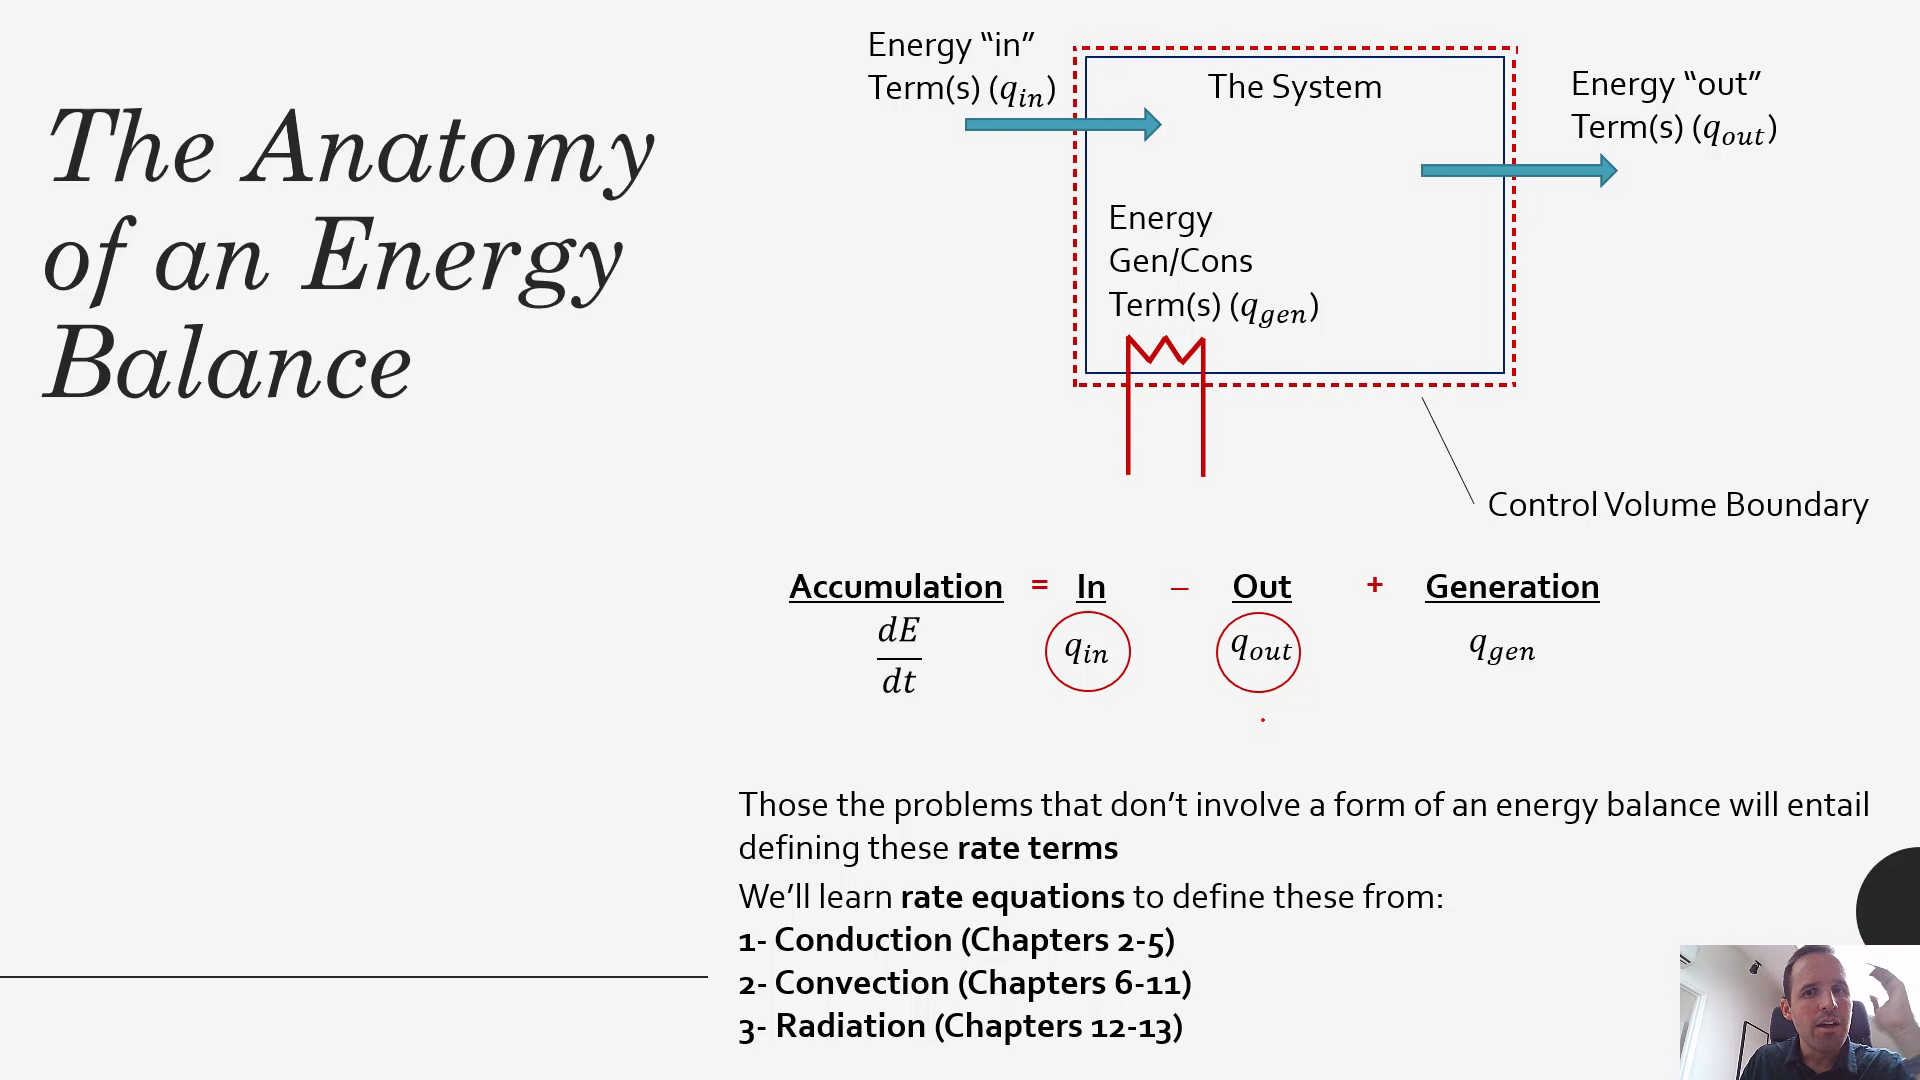 The Anatomy
of an Energy
Balance
Energy “in”
Term(s) (q_in)
The System
Energy “out”
Term(s) (q_out)
Energy
Gen/Cons
Term(s) (q_gen)
Control Volume Boundary
Accumulation = In – Out + Generation
dE
dt
q_in q_out q_gen
Those the problems that don’t involve a form of an energy balance will entail
defining these rate terms
We’ll learn rate equations to define these from:
1- Conduction (Chapters 2-5)
2- Convection (Chapters 6-11)
3- Radiation (Chapters 12-13)